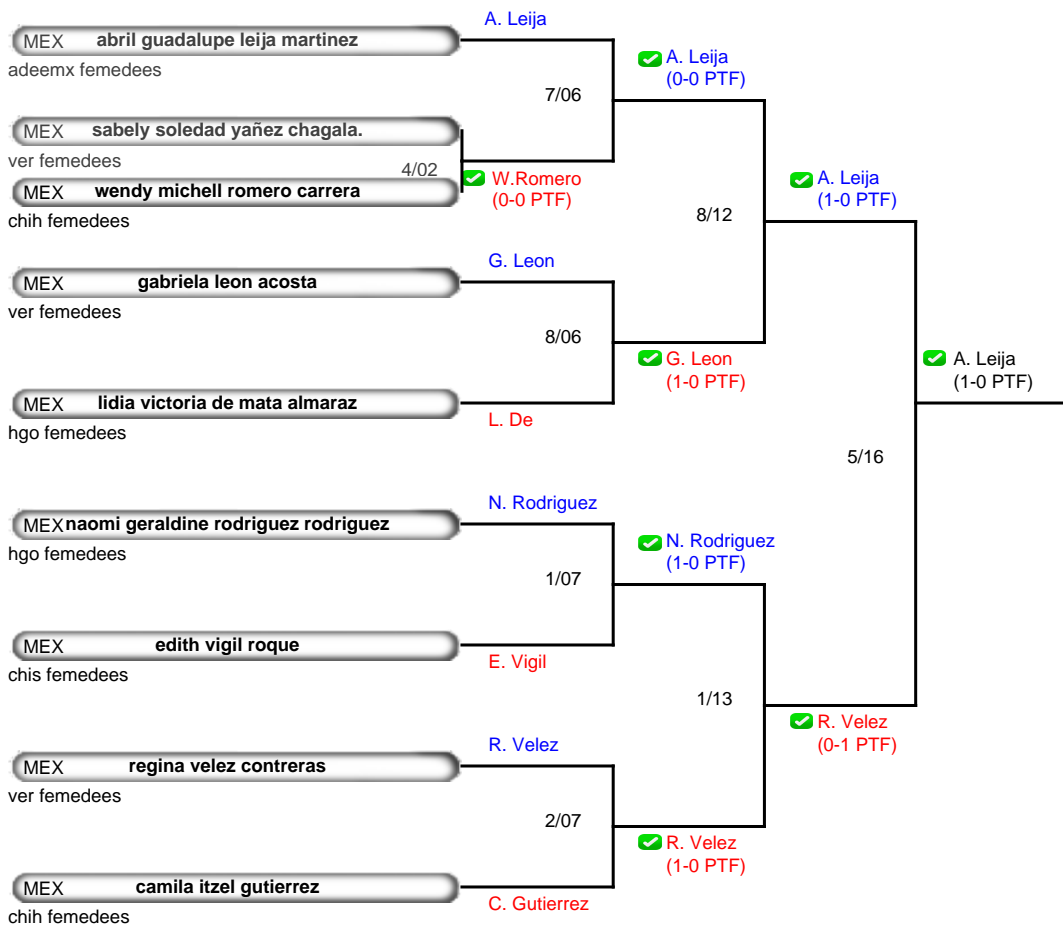 A. Leija
MEX abril guadalupe leija martinez
adeemx femedees
A. Leija
(0-0 PTF)
7/06
MEX sabely soledad yañez chagala.
ver femedees
4/02
W.Romero
(0-0 PTF)
MEX wendy michell romero carrera
chih femedees
A. Leija
(1-0 PTF)
8/12
G. Leon
MEX gabriela leon acosta
ver femedees
8/06
G. Leon
(1-0 PTF)
A. Leija
(1-0 PTF)
MEX lidia victoria de mata almaraz
hgo femedees
L. De
5/16
N. Rodriguez
MEX naomi geraldine rodriguez rodriguez
hgo femedees
N. Rodriguez
(1-0 PTF)
1/07
MEX edith vigil roque
chis femedees
E. Vigil
1/13
R. Velez
(0-1 PTF)
R. Velez
MEX regina velez contreras
ver femedees
2/07
R. Velez
(1-0 PTF)
MEX camila itzel gutierrez
chih femedees
C. Gutierrez